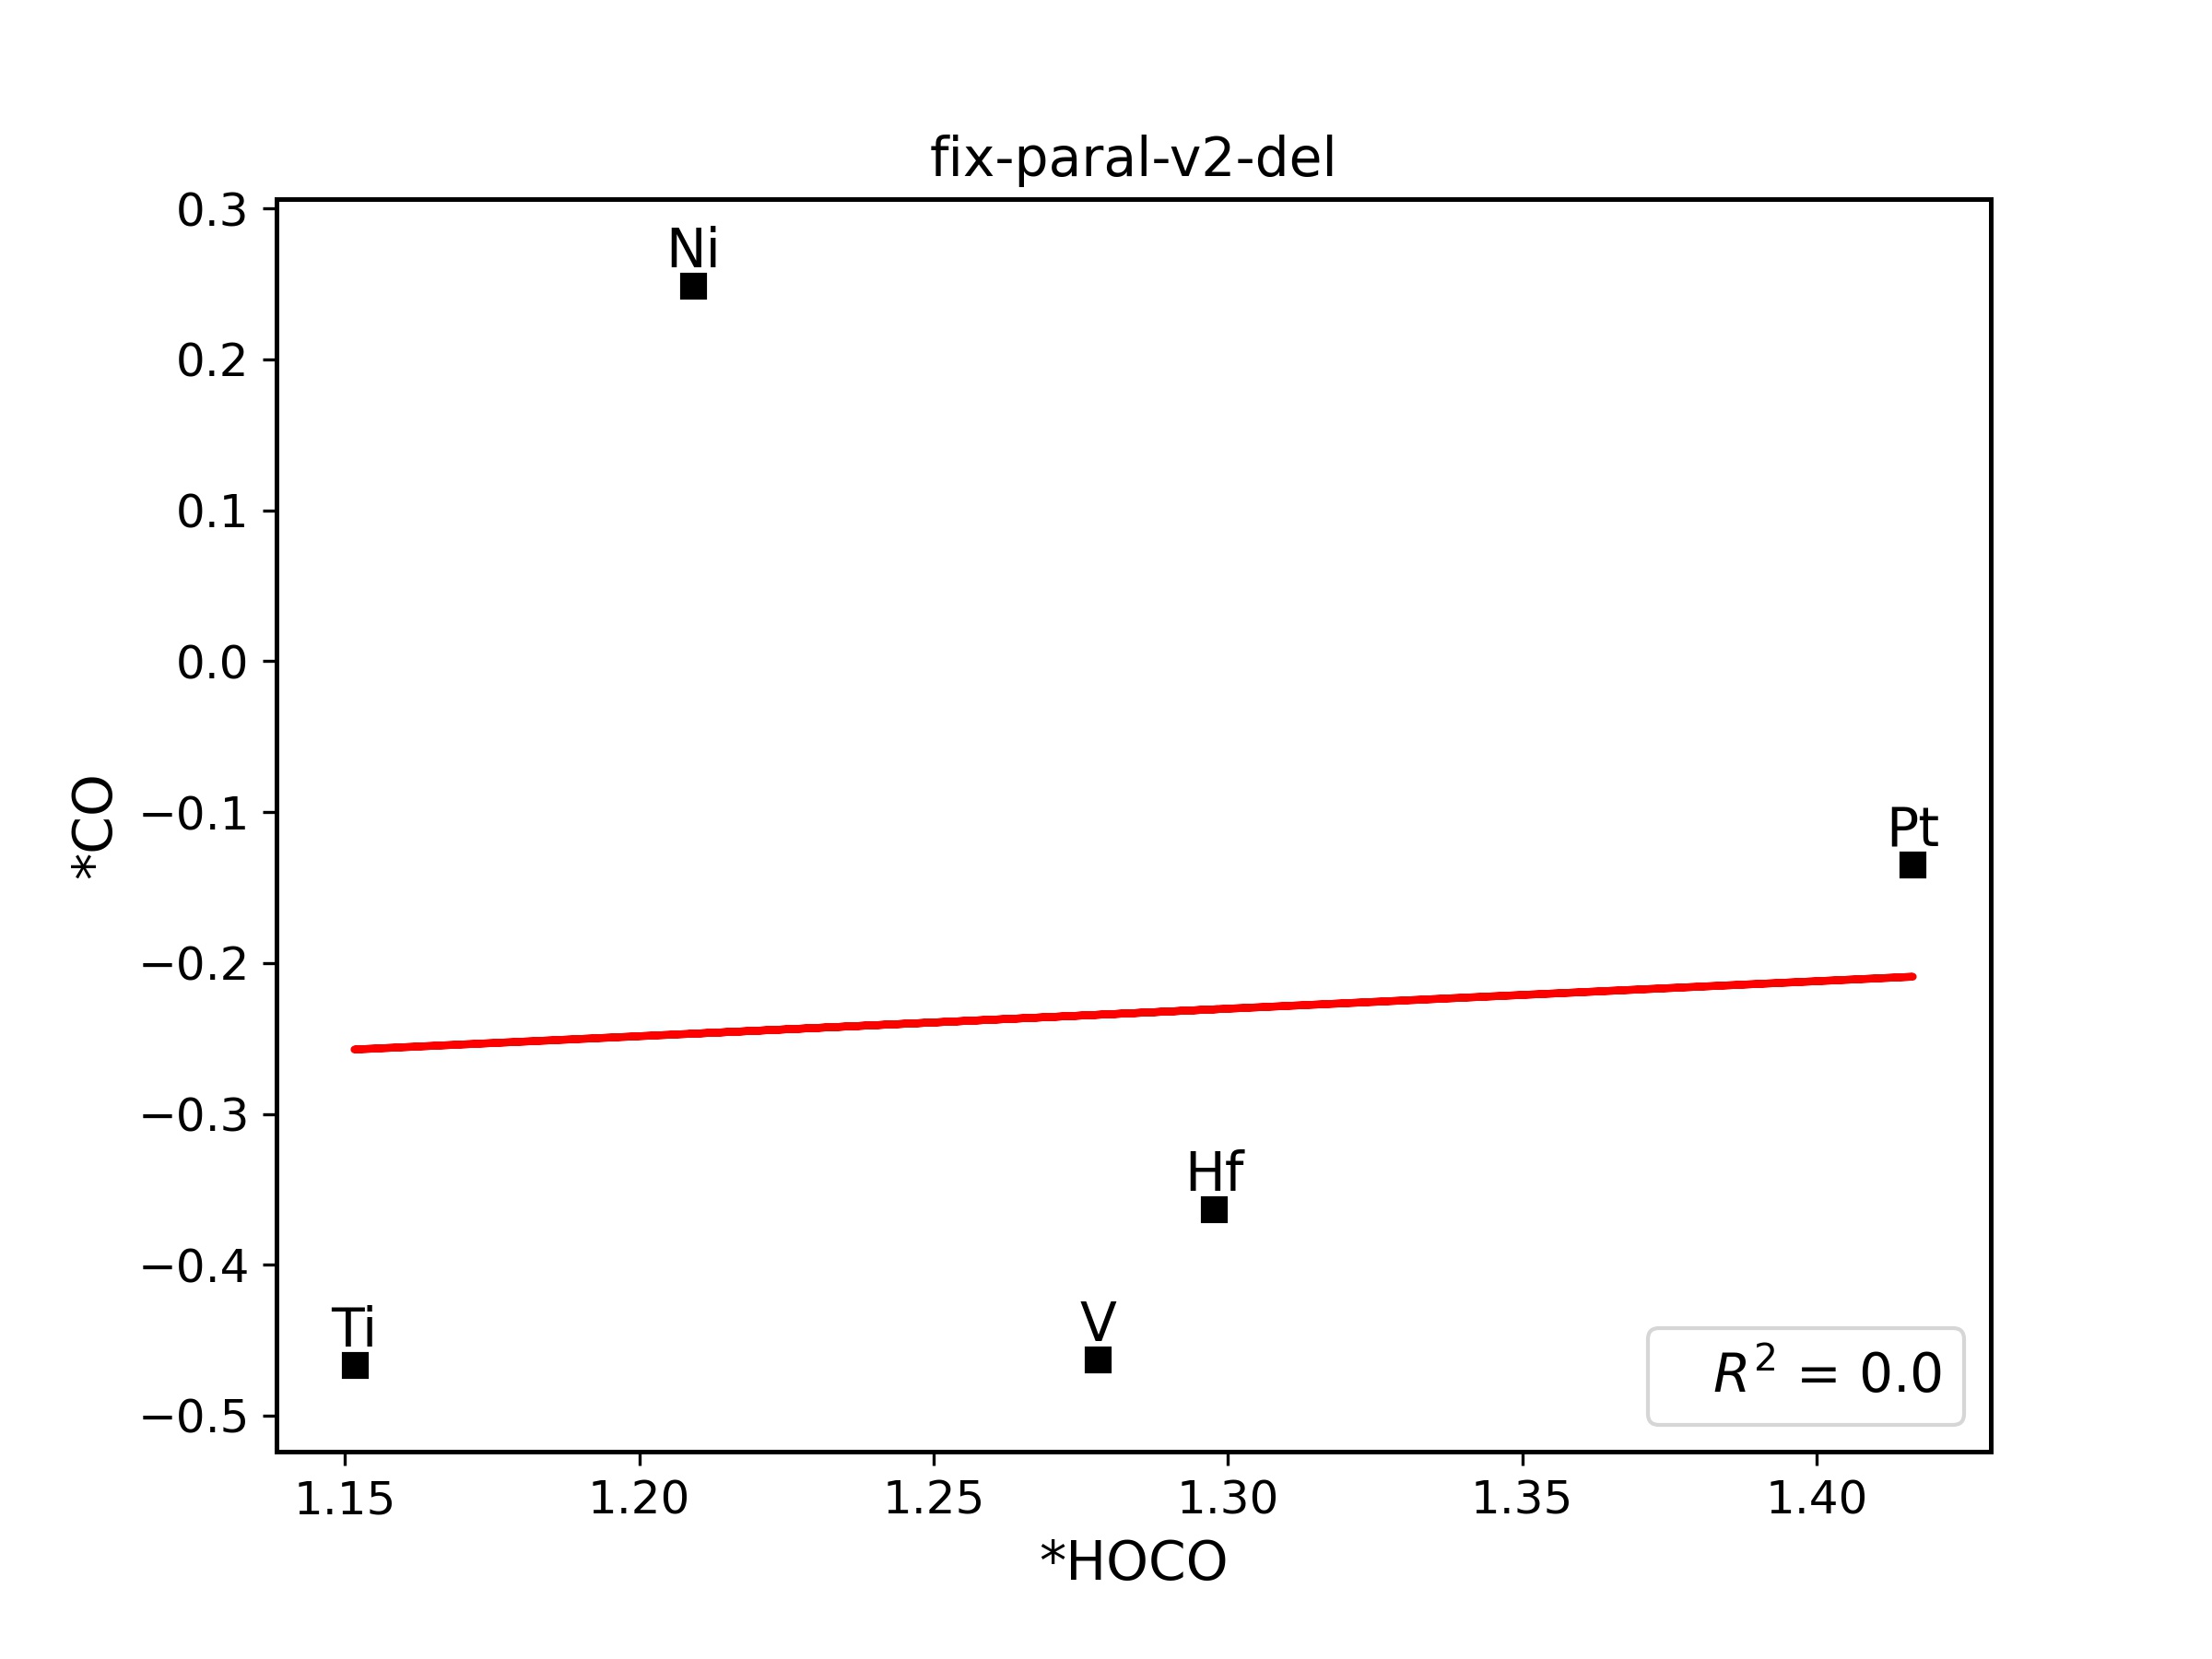 fix-paral-v2-del
0.3
0.2
0.1
0.0
−0.1
−0.2
−0.3
−0.4
−0.5
*CO
Ni
Pt
Hf
V
Ti
R² = 0.0
1.15 1.20 1.25 1.30 1.35 1.40
*HOCO